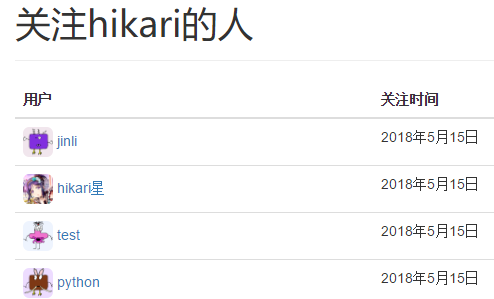 关注hikari的人
用户 关注时间
jinli 2018年5月15日
hikari星 2018年5月15日
test 2018年5月15日
python 2018年5月15日